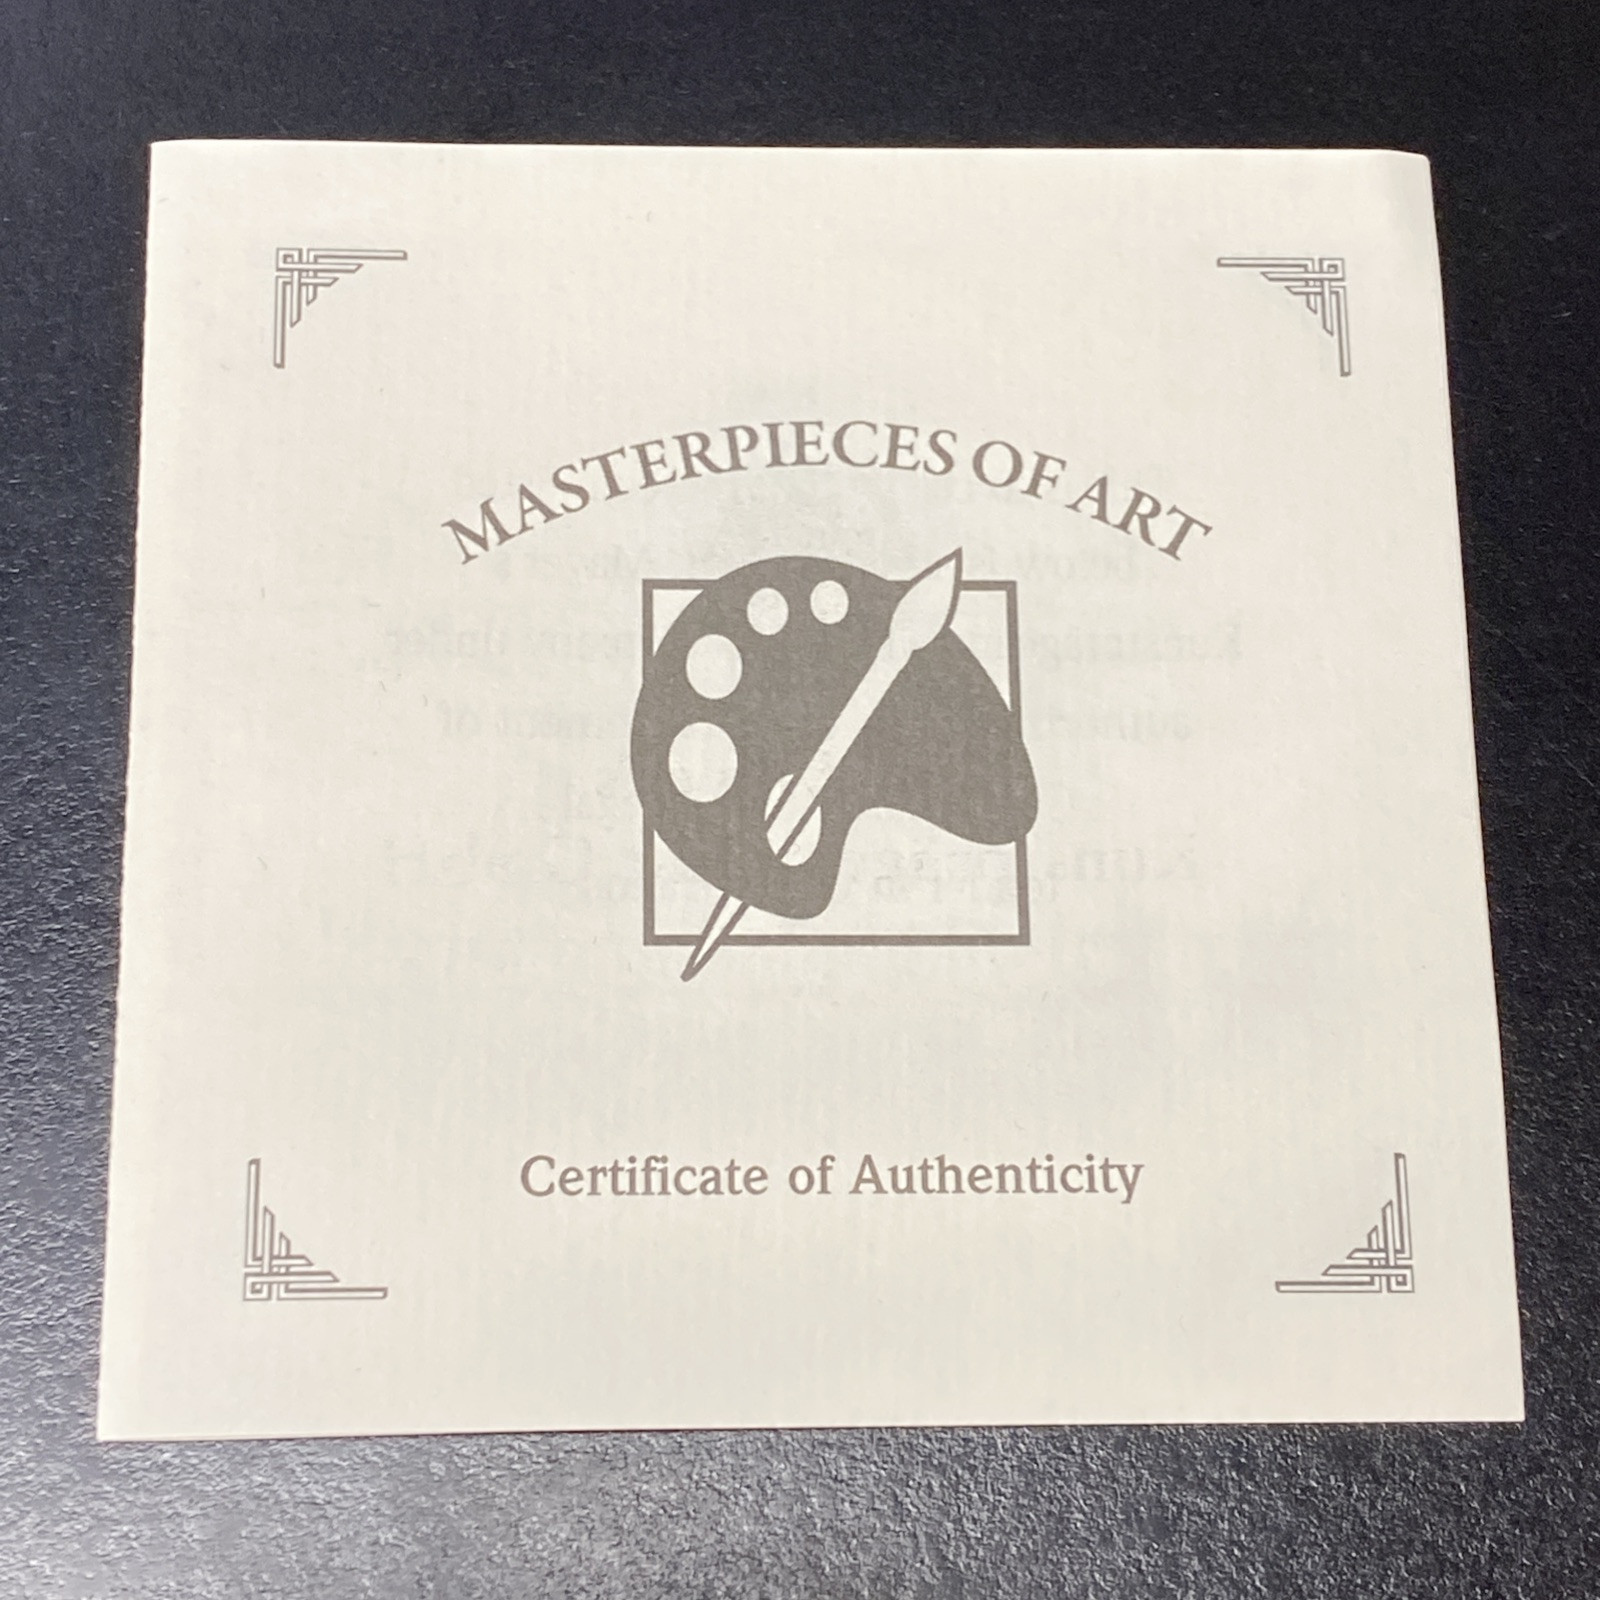 MASTERPIECES OF ART
Certificate of Authenticity